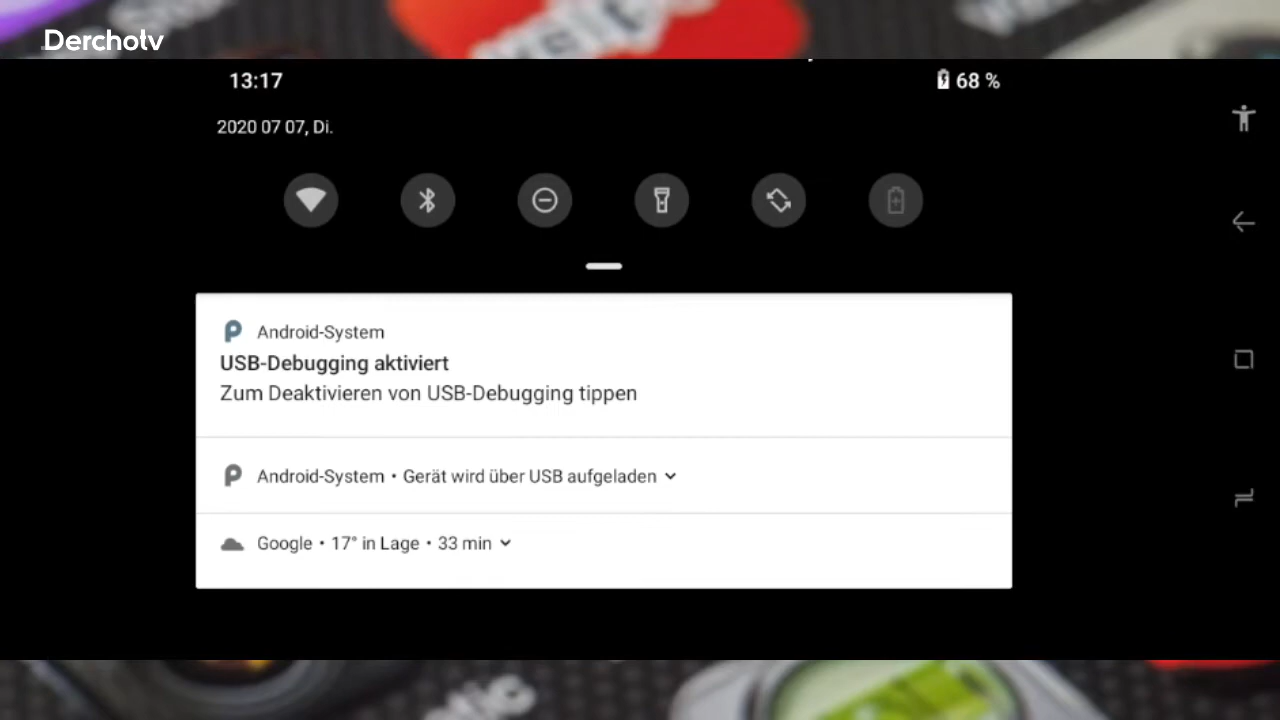 Derchotv
13:17
68 %
2020 07 07, Di.
Android-System
USB-Debugging aktiviert
Zum Deaktivieren von USB-Debugging tippen
Android-System • Gerät wird über USB aufgeladen
Google • 17° in Lage • 33 min